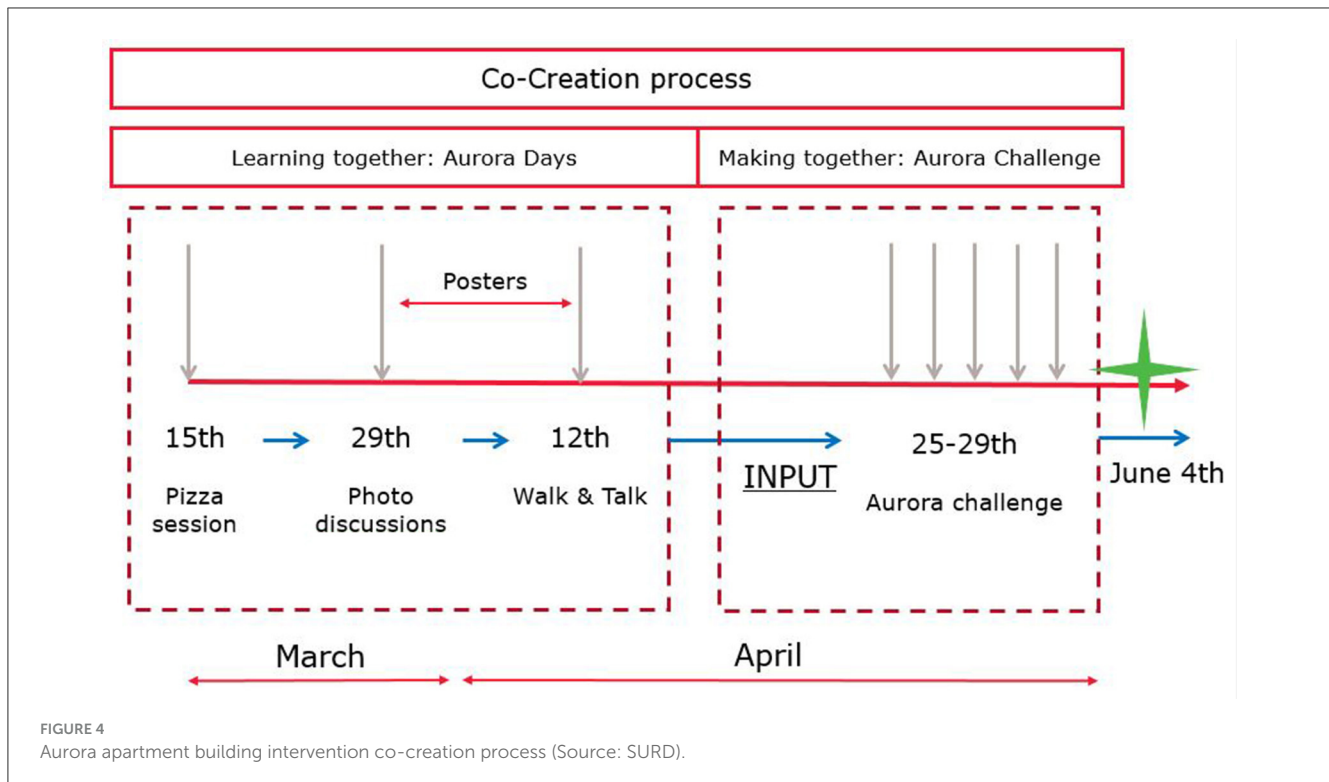 Co-Creation process
Learning together: Aurora Days
Making together: Aurora Challenge
Posters
15th
29th
12th
25-29th
INPUT
June 4th
Pizza
session
Photo
discussions
Walk & Talk
Aurora challenge
March
April
FIGURE 4
Aurora apartment building intervention co-creation process (Source: SURD).